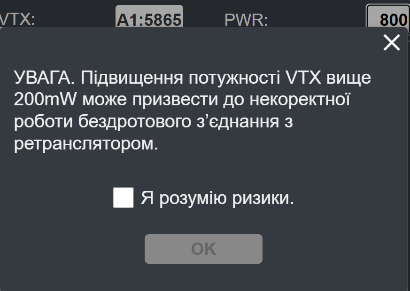 VTX: A1:5865 PWR: 800
УВАГА. Підвищення потужності VTX вище
200mW може призвести до некоректної
роботи бездротового з’єднання з
ретранслятором.
Я розумію ризики.
OK